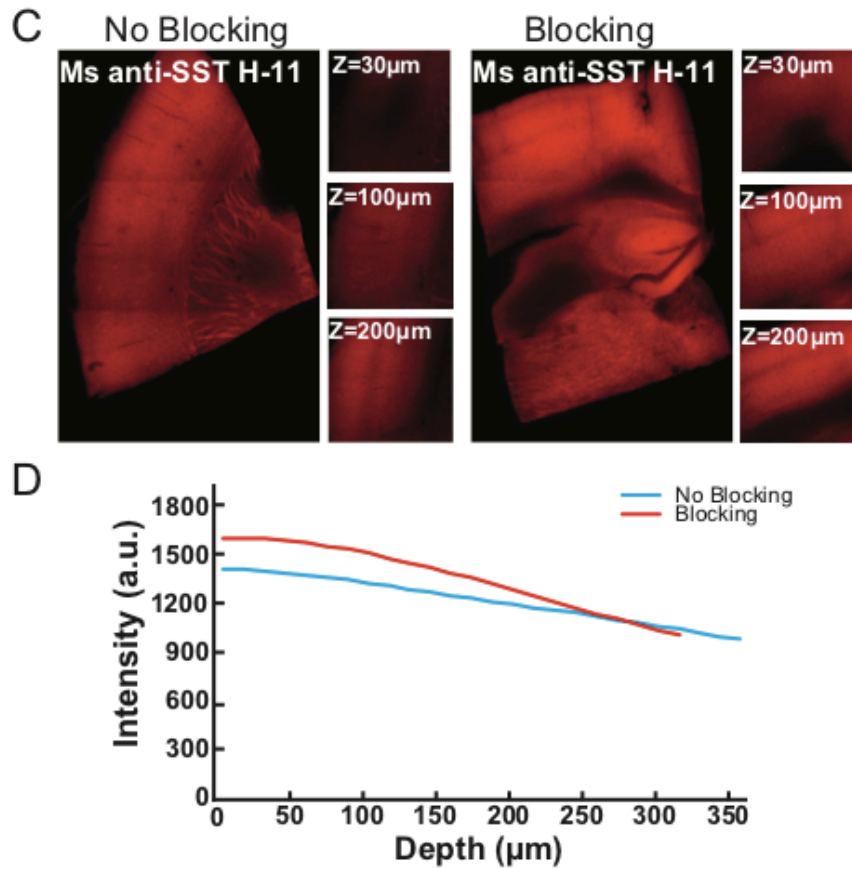 C
No Blocking
Blocking
Ms anti-SST H-11
Z=30µm
Ms anti-SST H-11
Z=30µm
Z=100µm
Z=100µm
Z=200µm
Z=200µm
D
No Blocking
Blocking
Intensity (a.u.)
1800
1500
1200
900
600
300
0
0 50 100 150 200 250 300 350
Depth (µm)